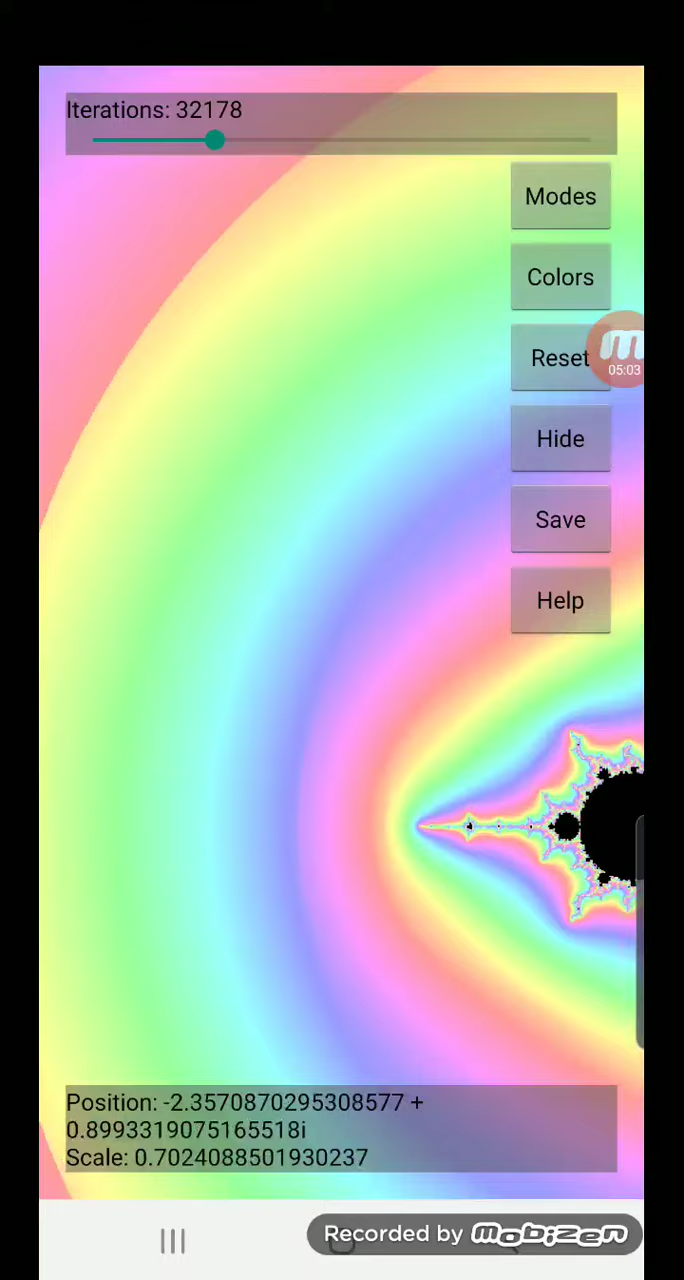 Iterations: 32178
Modes
Colors
Reset
05:03
Hide
Save
Help
Position: -2.3570870295308577 +
0.8993319075165518i
Scale: 0.7024088501930237
Recorded by mobizen